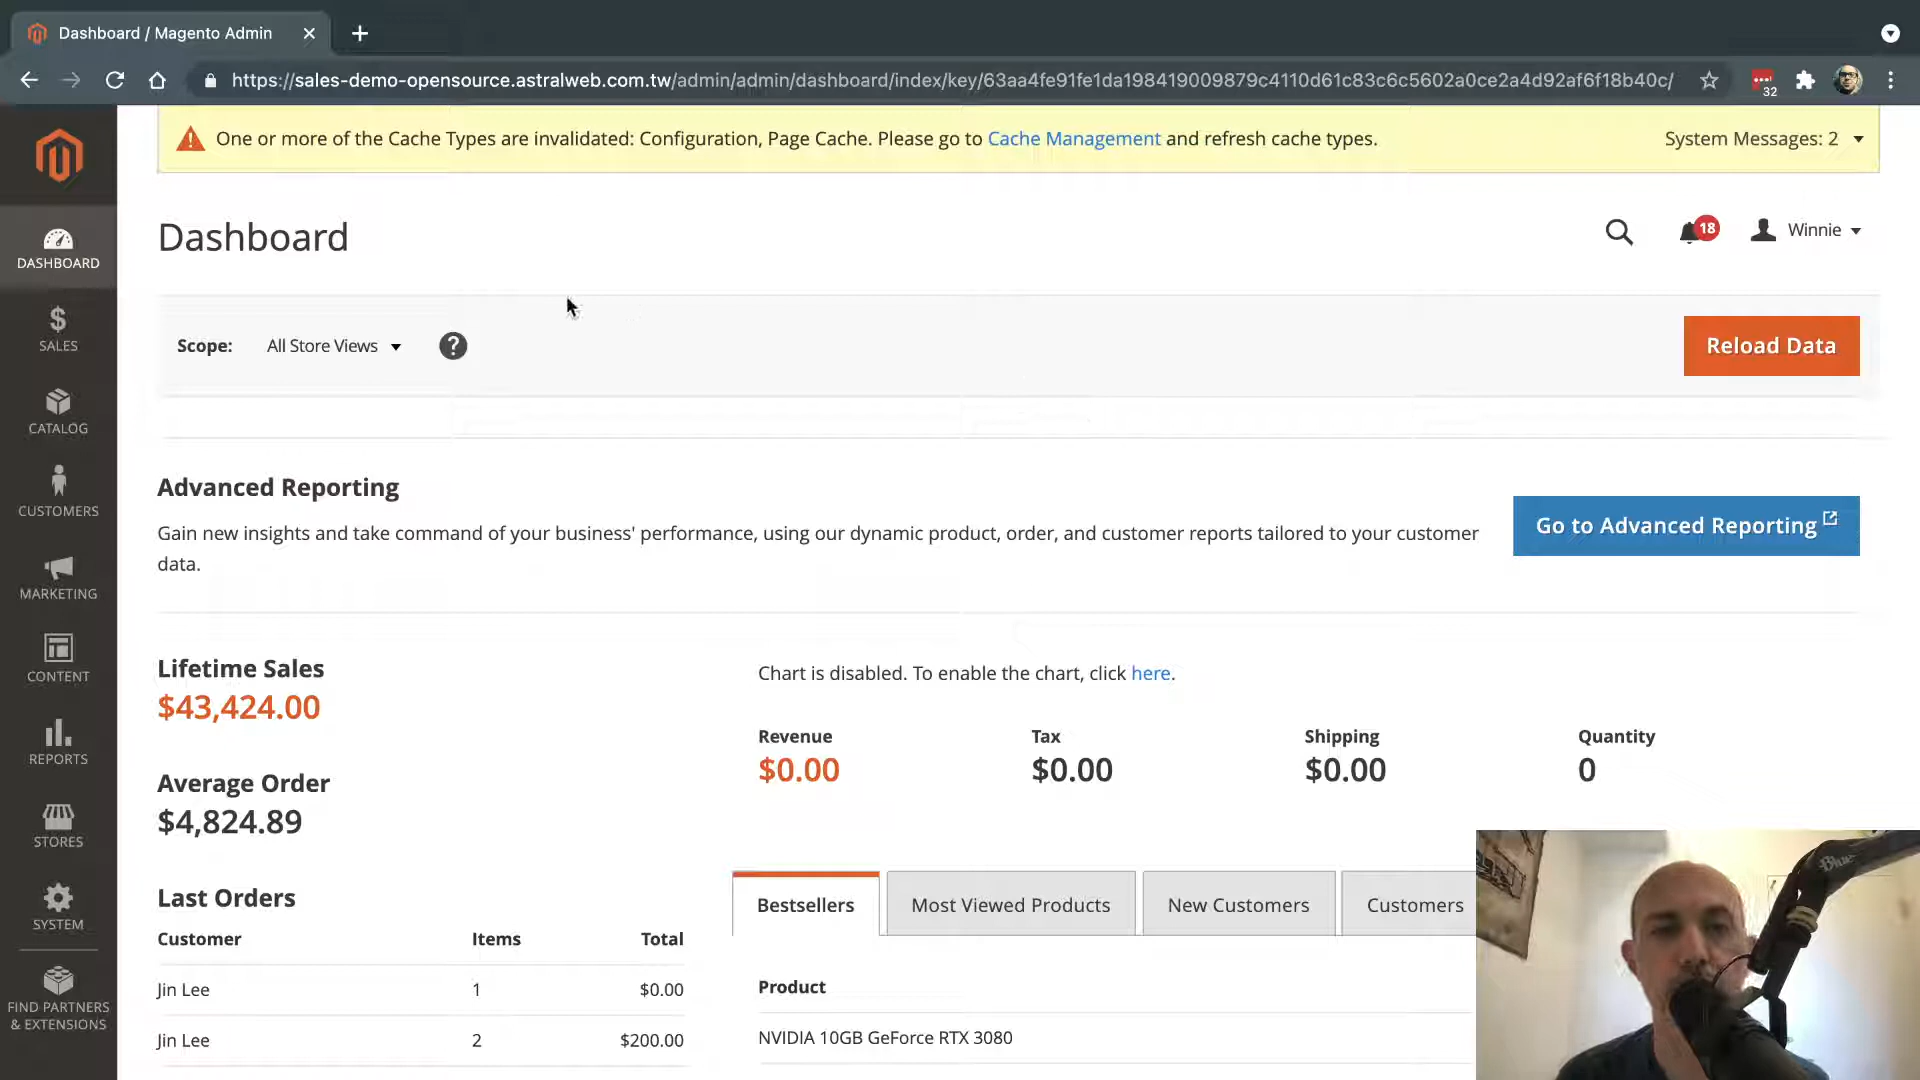 Dashboard / Magento Admin
https://sales-demo-opensource.astralweb.com.tw/admin/admin/dashboard/index/key/63aa4fe91fe1da198419009879c4110d61c83c6c5602a0ce2a4d92af6f18b40c/
32
One or more of the Cache Types are invalidated: Configuration, Page Cache. Please go to Cache Management and refresh cache types.
System Messages: 2
Dashboard
18
Winnie
DASHBOARD
SALES
CATALOG
CUSTOMERS
MARKETING
CONTENT
REPORTS
STORES
SYSTEM
FIND PARTNERS
& EXTENSIONS
Scope:
All Store Views
?
Reload Data
Advanced Reporting
Gain new insights and take command of your business' performance, using our dynamic product, order, and customer reports tailored to your customer
data.
Go to Advanced Reporting
Lifetime Sales
$43,424.00
Average Order
$4,824.89
Last Orders
Customer Items Total
Jin Lee 1 $0.00
Jin Lee 2 $200.00
Chart is disabled. To enable the chart, click here.
Revenue Tax Shipping Quantity
$0.00 $0.00 $0.00 0
Bestsellers Most Viewed Products New Customers Customers
Product
NVIDIA 10GB GeForce RTX 3080
Blue